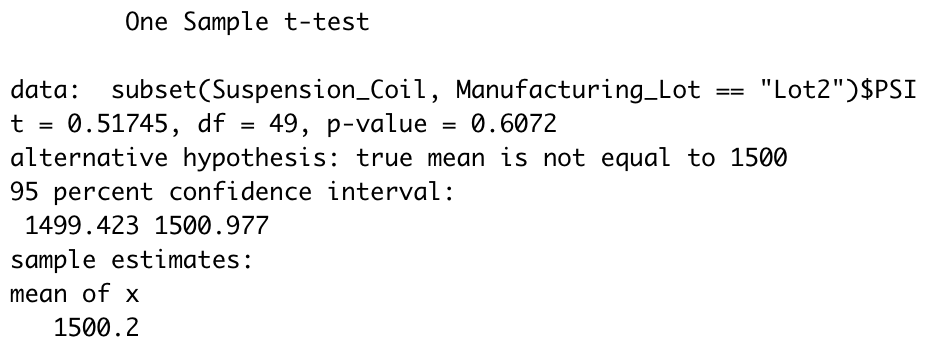 One Sample t-test
data:  subset(Suspension_Coil, Manufacturing_Lot == "Lot2")$PSI
t = 0.51745, df = 49, p-value = 0.6072
alternative hypothesis: true mean is not equal to 1500
95 percent confidence interval:
 1499.423 1500.977
sample estimates:
mean of x
   1500.2